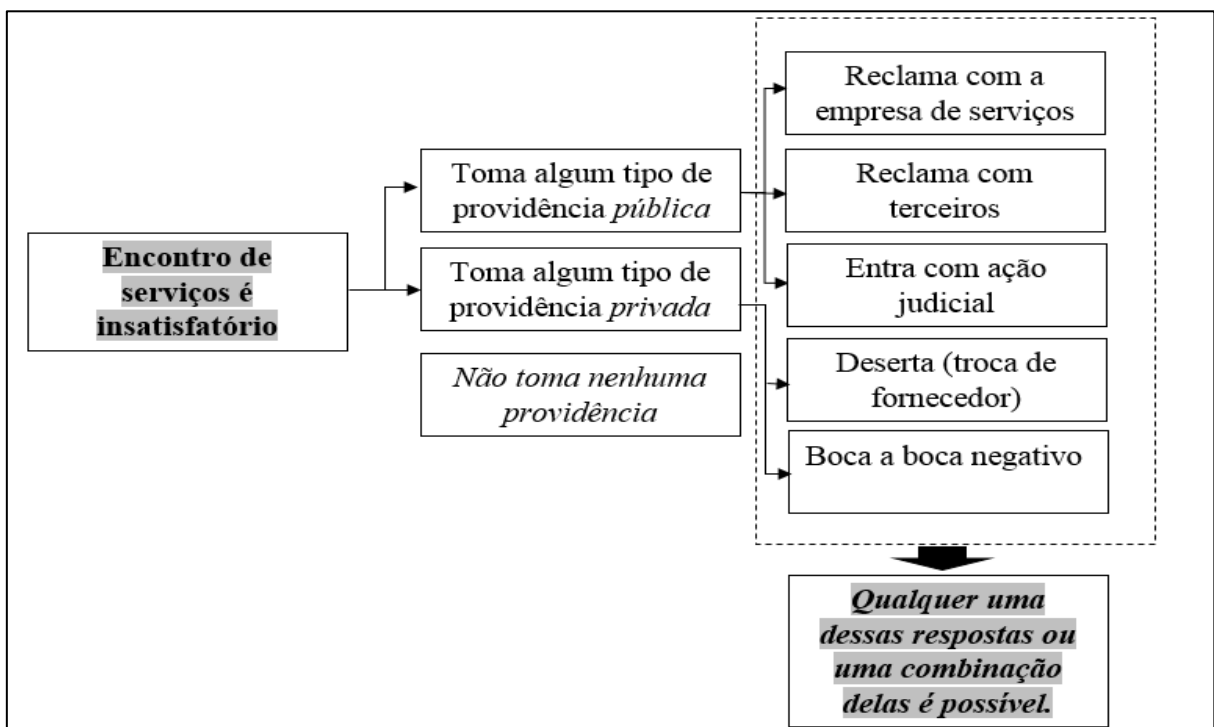 Encontro de
serviços é
insatisfatório
Toma algum tipo de
providência pública
Toma algum tipo de
providência privada
Não toma nenhuma
providência
Reclama com a
empresa de serviços
Reclama com
terceiros
Entra com ação
judicial
Deserta (troca de
fornecedor)
Boca a boca negativo
Qualquer uma
dessas respostas ou
uma combinação
delas é possível.